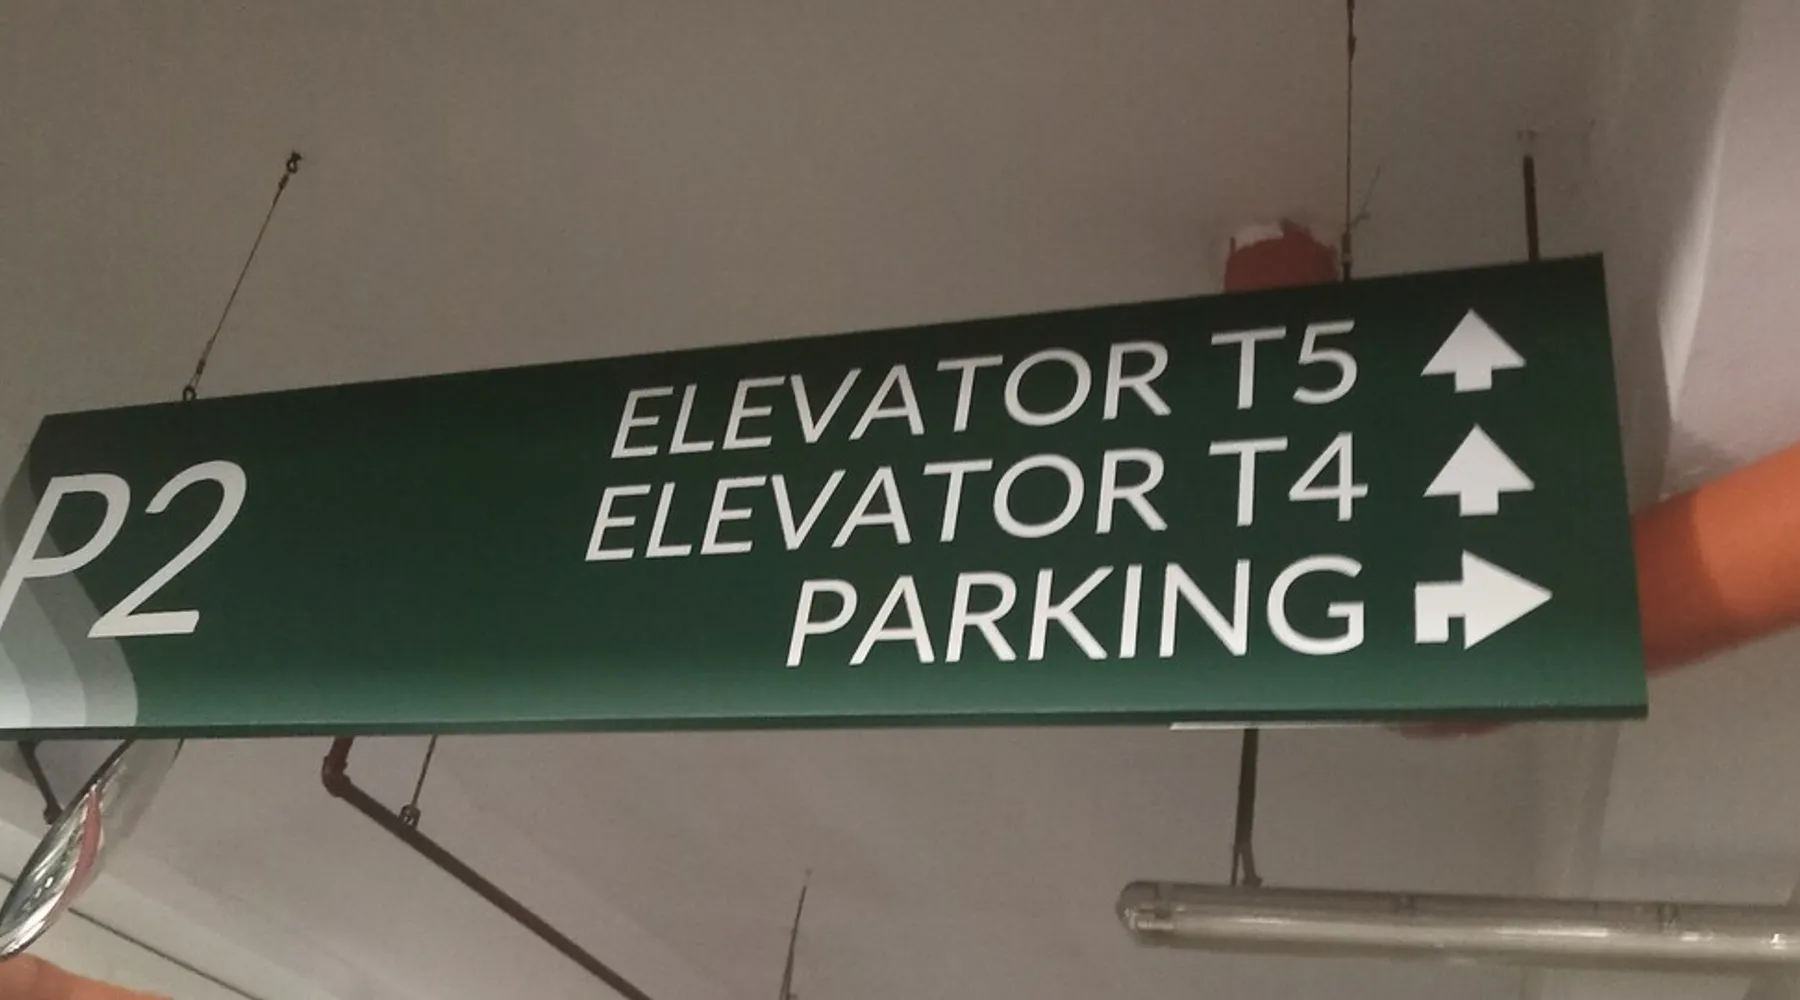 P2
ELEVATOR T5
ELEVATOR T4
PARKING